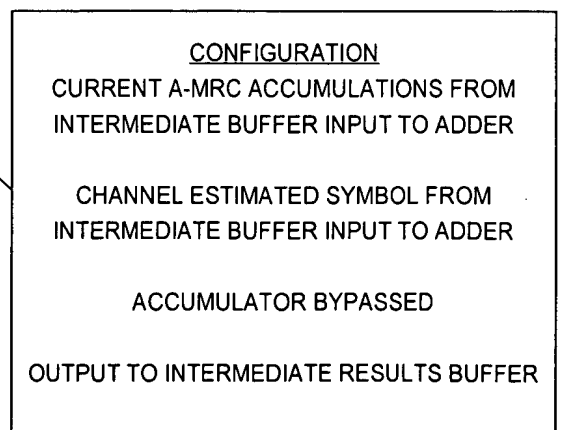 CONFIGURATION
CURRENT A-MRC ACCUMULATIONS FROM
INTERMEDIATE BUFFER INPUT TO ADDER
CHANNEL ESTIMATED SYMBOL FROM
INTERMEDIATE BUFFER INPUT TO ADDER
ACCUMULATOR BYPASSED
OUTPUT TO INTERMEDIATE RESULTS BUFFER